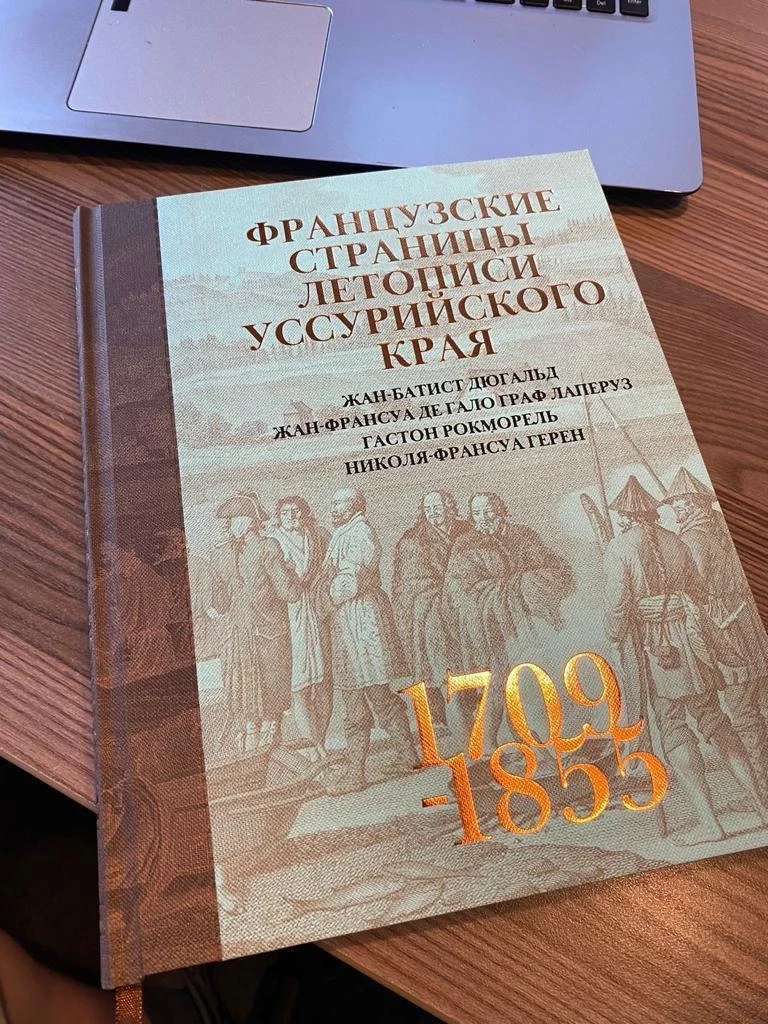 ФРАНЦУЗСКИЕ
СТРАНИЦЫ
ЛЕТОПИСИ
УССУРИЙСКОГО
КРАЯ
ЖАН-БАТИСТ ДЮГАЛЬД
ЖАН-ФРАНСУА ДЕ ГАЛО ГРАФ ЛАПЕРУЗ
ГАСТОН РОКМОРЕЛЬ
НИКОЛЯ-ФРАНСУА ГЕРЕН
1709
-1855